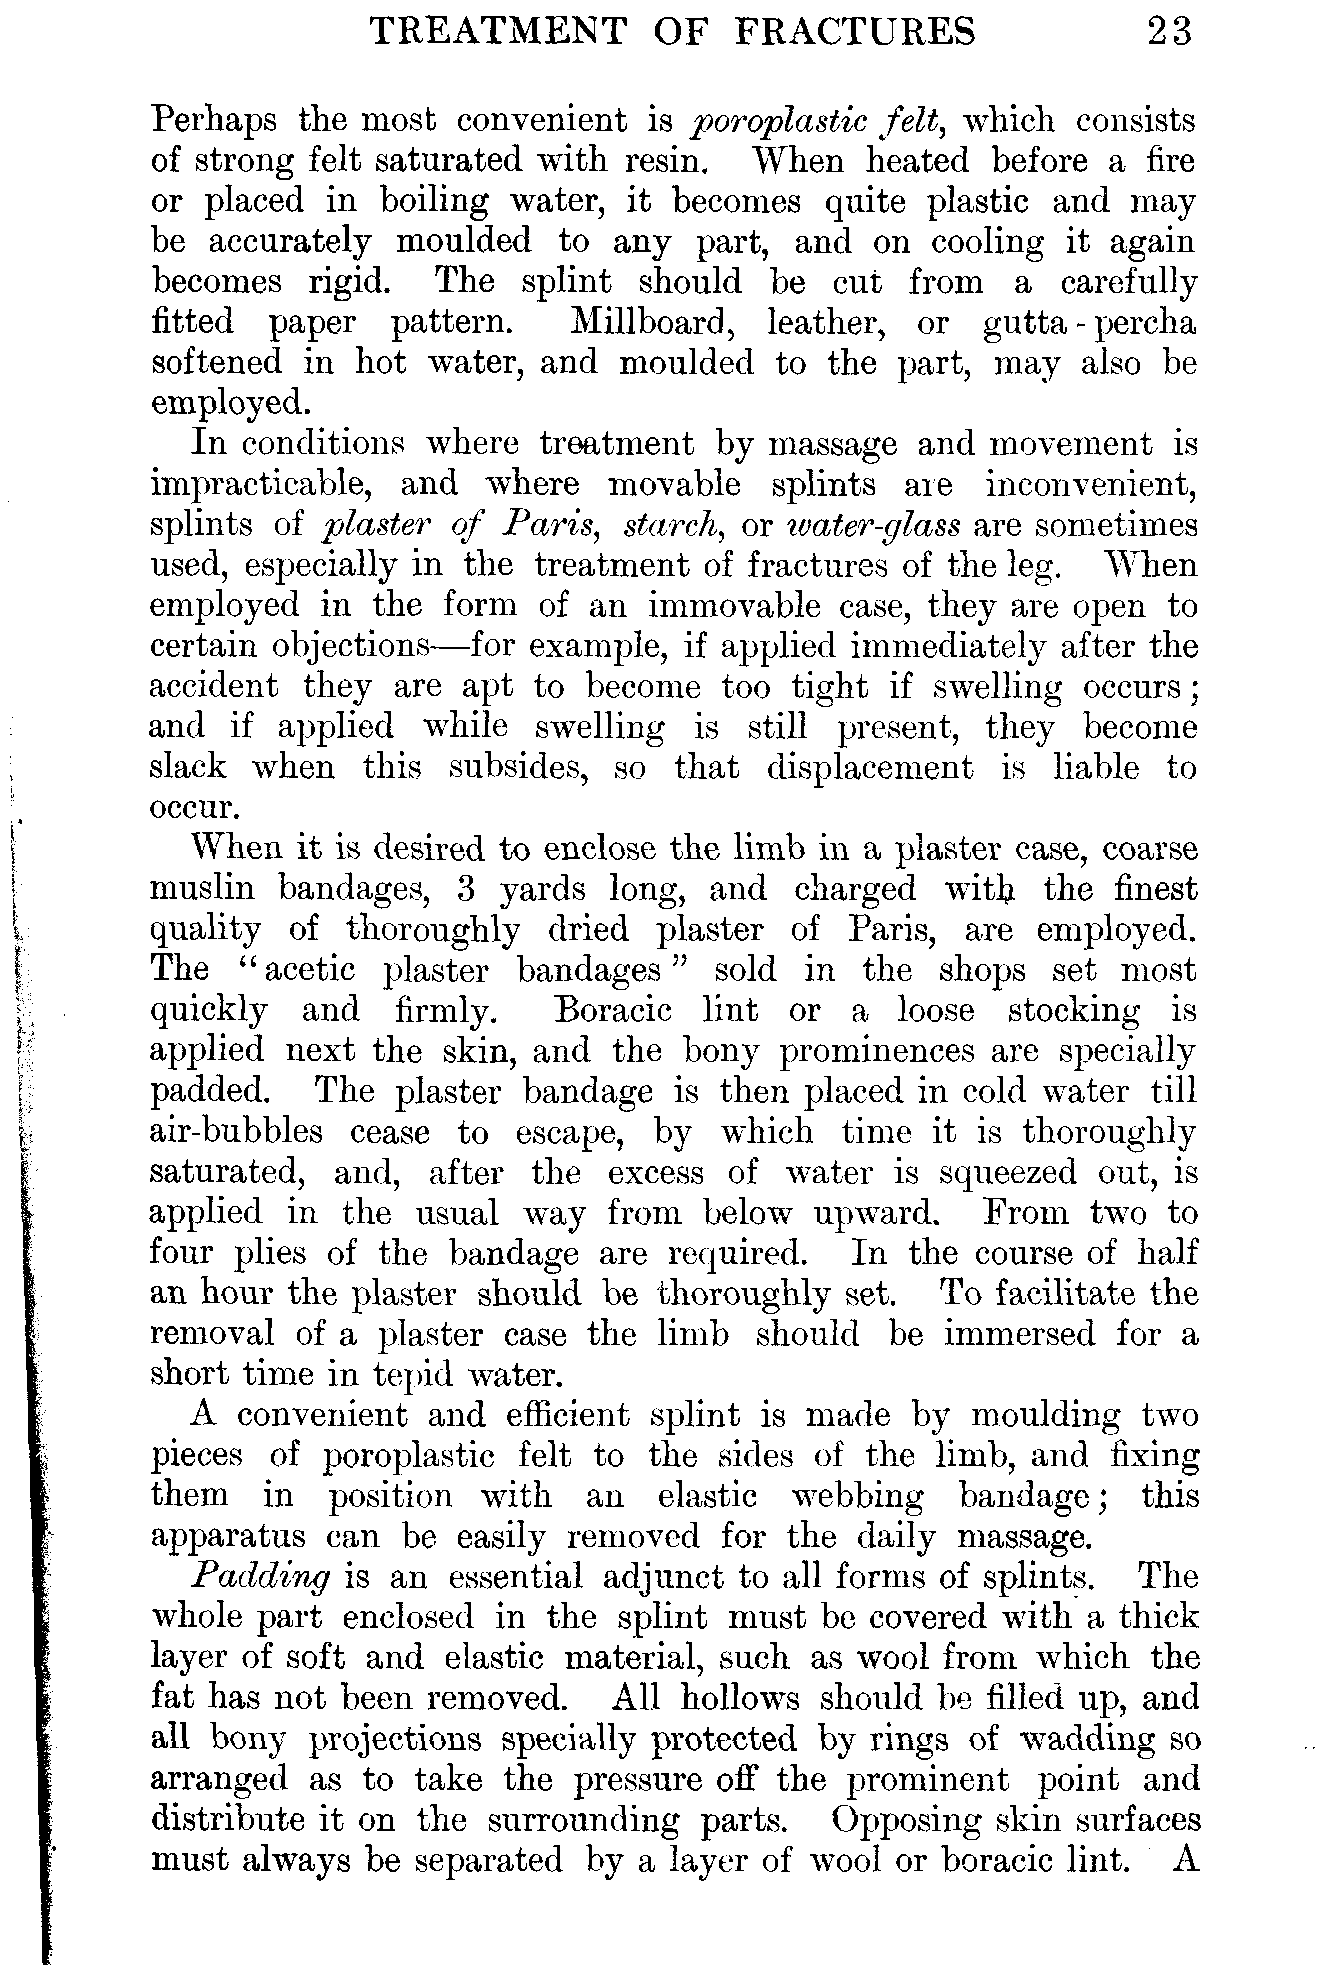 TREATMENT OF FRACTURES 23
Perhaps the most convenient is poroplastic felt, which consists
of strong felt saturated with resin. When heated before a fire
or placed in boiling water, it becomes quite plastic and may
be accurately moulded to any part, and on cooling it again
becomes rigid. The splint should be cut from a carefully
fitted paper pattern. Millboard, leather, or gutta-percha
softened in hot water, and moulded to the part, may also be
employed.
In conditions where treatment by massage and movement is
impracticable, and where movable splints are inconvenient,
splints of plaster of Paris, starch, or water-glass are sometimes
used, especially in the treatment of fractures of the leg. When
employed in the form of an immovable case, they are open to
certain objections—for example, if applied immediately after the
accident they are apt to become too tight if swelling occurs;
and if applied while swelling is still present, they become
slack when this subsides, so that displacement is liable to
occur.
When it is desired to enclose the limb in a plaster case, coarse
muslin bandages, 3 yards long, and charged with the finest
quality of thoroughly dried plaster of Paris, are employed.
The “acetic plaster bandages” sold in the shops set most
quickly and firmly. Boracic lint or a loose stocking is
applied next the skin, and the bony prominences are specially
padded. The plaster bandage is then placed in cold water till
air-bubbles cease to escape, by which time it is thoroughly
saturated, and, after the excess of water is squeezed out, is
applied in the usual way from below upward. From two to
four plies of the bandage are required. In the course of half
an hour the plaster should be thoroughly set. To facilitate the
removal of a plaster case the limb should be immersed for a
short time in tepid water.
A convenient and efficient splint is made by moulding two
pieces of poroplastic felt to the sides of the limb, and fixing
them in position with an elastic webbing bandage; this
apparatus can be easily removed for the daily massage.
Padding is an essential adjunct to all forms of splints. The
whole part enclosed in the splint must be covered with a thick
layer of soft and elastic material, such as wool from which the
fat has not been removed. All hollows should be filled up, and
all bony projections specially protected by rings of wadding so
arranged as to take the pressure off the prominent point and
distribute it on the surrounding parts. Opposing skin surfaces
must always be separated by a layer of wool or boracic lint. A